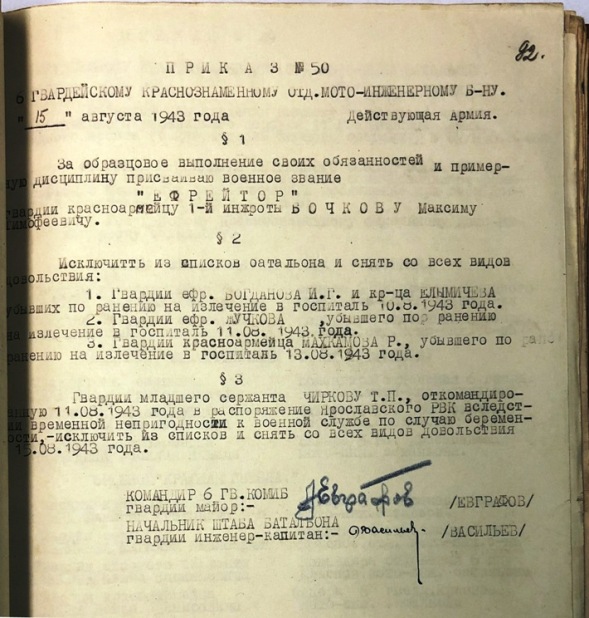 92.
ПРИКАЗ № 50
о ГВАРДЕЙСКОМУ КРАСНОЗНАМЕННОМУ ОТД.МОТО-ИНЖЕНЕРНОМУ Б-НУ.
" 15 " августа 1943 года Действующая Армия.
§ 1
За образцовое выполнение своих обязанностей и пример-
ную дисциплину присваиваю военное звание
"ЕФРЕЙТОР"
гвардии красноармейцу 1-й инжроты БОЧКОВУ Максиму
Тимофеевичу.
§ 2
Исключитть из списков баталъона и снять со всех видов
довольствия:
1. Гвардии ефр. БОГДАНОВА И.Г. и кр-ца
убывших по ранению на излечение в госпиталь 10.8 1943 года.
2. Гвардии ефр. ЖУЧКОВА ,убывшего по ранению
на излечение в госпиталь 11.08. 1943 года.
3. Гвардии красноармейца МАХКАМОВА Р., убывшего по ране
ранению на излечение в госпиталь 13.08.1943 года.
§ 3
Гвардии младшего сержанта ЧИРКОВУ Т.П., откомандиро-
ванную 11.08.1943 года в распоряжение Ярославского РВК вследст-
ии временной непригодности к военной службе по случаю беремен-
ности,-исключить из списков и снять со всех видов довольствия
15.08.1943 года.
КОМАНДИР 6 ГВ.КОМИБ
гвардии майор:- Евграфов /ЕВГРАФОВ/
НАЧАЛЬНИК ШТАБА БАТАЛЬОНА
гвардии инженер-капитан:- Васильев /ВАСИЛЬЕВ/